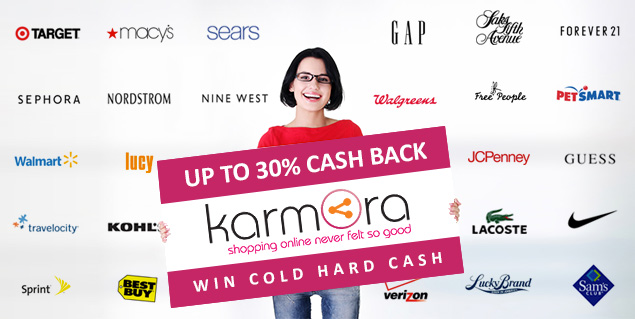 TARGET
macy's
sears
GAP
Saks
Fifth
Avenue
FOREVER 21
SEPHORA
NORDSTROM
NINE WEST
Walgreens
Free People
PETSMART
Walmart
lucy
UP TO 30% CASH BACK
JCPenney
GUESS
karmora
shopping online never felt so good
travelocity
KOHL'
LACOSTE
WIN COLD HARD CASH
Sprint
BEST
BUY
verizon
LuckyBrand
Sam's
CLUB